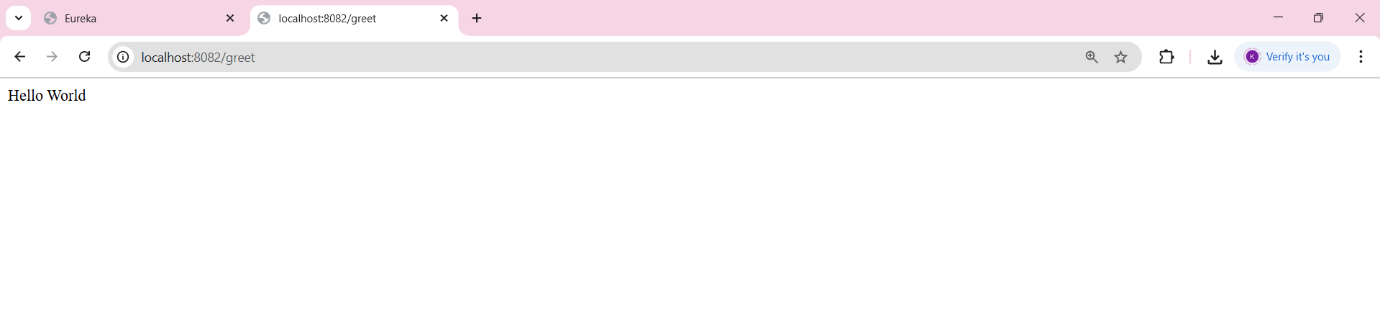 Eureka
localhost:8082/greet
localhost:8082/greet
K
Verify it's you
Hello World